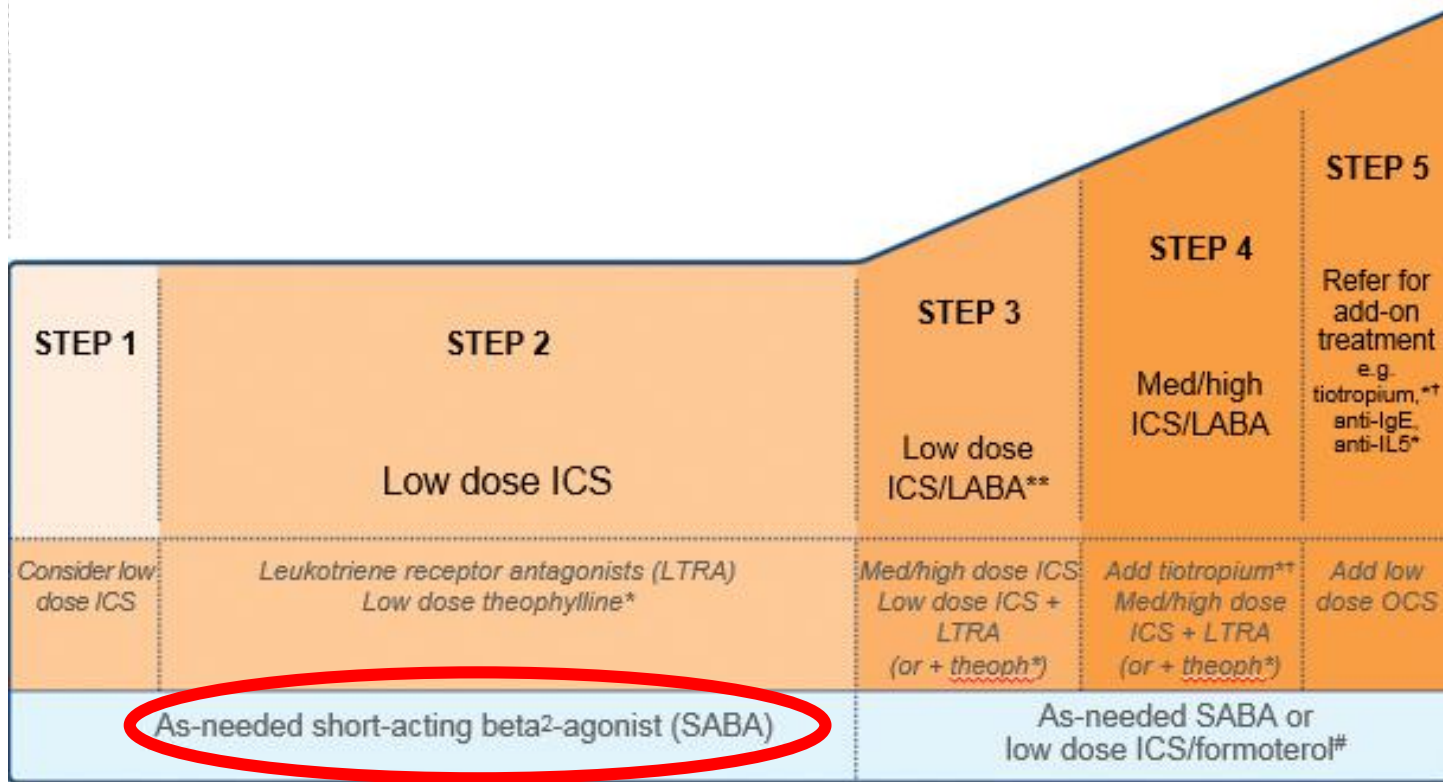 STEP 1
Consider low
dose ICS
STEP 2
Low dose ICS
Leukotriene receptor antagonists (LTRA)
Low dose theophylline*
STEP 3
Low dose
ICS/LABA**
Med/high dose ICS
Low dose ICS +
LTRA
(or + theoph*)
STEP 4
Med/high
ICS/LABA
Add tiotropium*†
Med/high dose
ICS + LTRA
(or + theoph*)
STEP 5
Refer for
add-on
treatment
e.g.
tiotropium,*†
anti-IgE,
anti-IL5*
Add low
dose OCS
As-needed short-acting beta2-agonist (SABA)
As-needed SABA or
low dose ICS/formoterol#